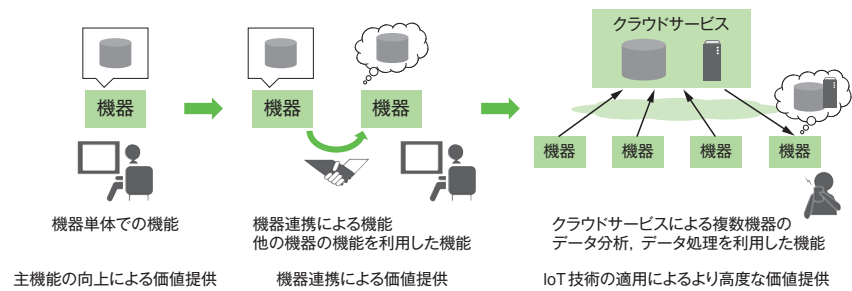 クラウドサービス
機器
機器
機器
機器
機器
機器
機器
機器単体での機能
機器連携による機能
他の機器の機能を利用した機能
クラウドサービスによる複数機器の
データ分析，データ処理を利用した機能
主機能の向上による価値提供
機器連携による価値提供
IoT技術の適用によるより高度な価値提供